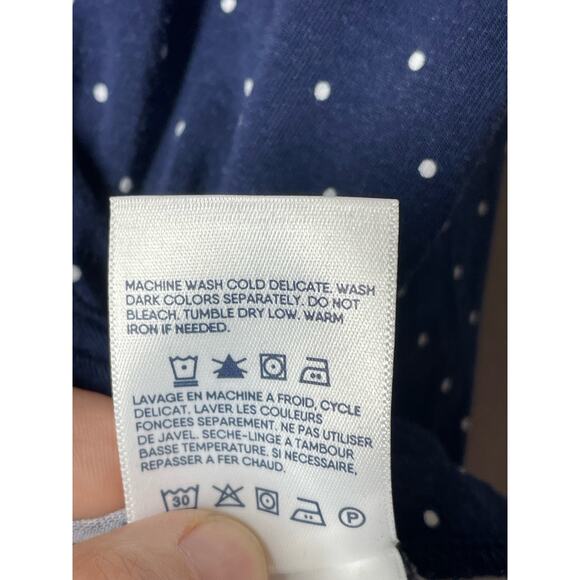 MACHINE WASH COLD DELICATE. WASH
DARK COLORS SEPARATELY. DO NOT
BLEACH. TUMBLE DRY LOW. WARM
IRON IF NEEDED.
LAVAGE EN MACHINE A FROID, CYCLE
DELICAT. LAVER LES COULEURS
FONCEES SEPAREMENT. NE PAS UTILISER
DE JAVEL. SECHE-LINGE A TAMBOUR
BASSE TEMPERATURE. SI NECESSAIRE,
REPASSER A FER CHAUD.
30 P